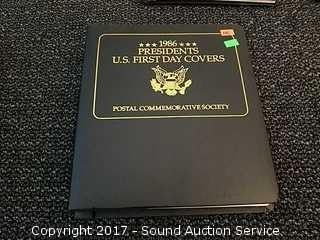 ★★★ 1986 ★★★
PRESIDENTS
U.S. FIRST DAY COVERS
POSTAL COMMEMORATIVE SOCIETY
Copyright 2017 - Sound Auction Service